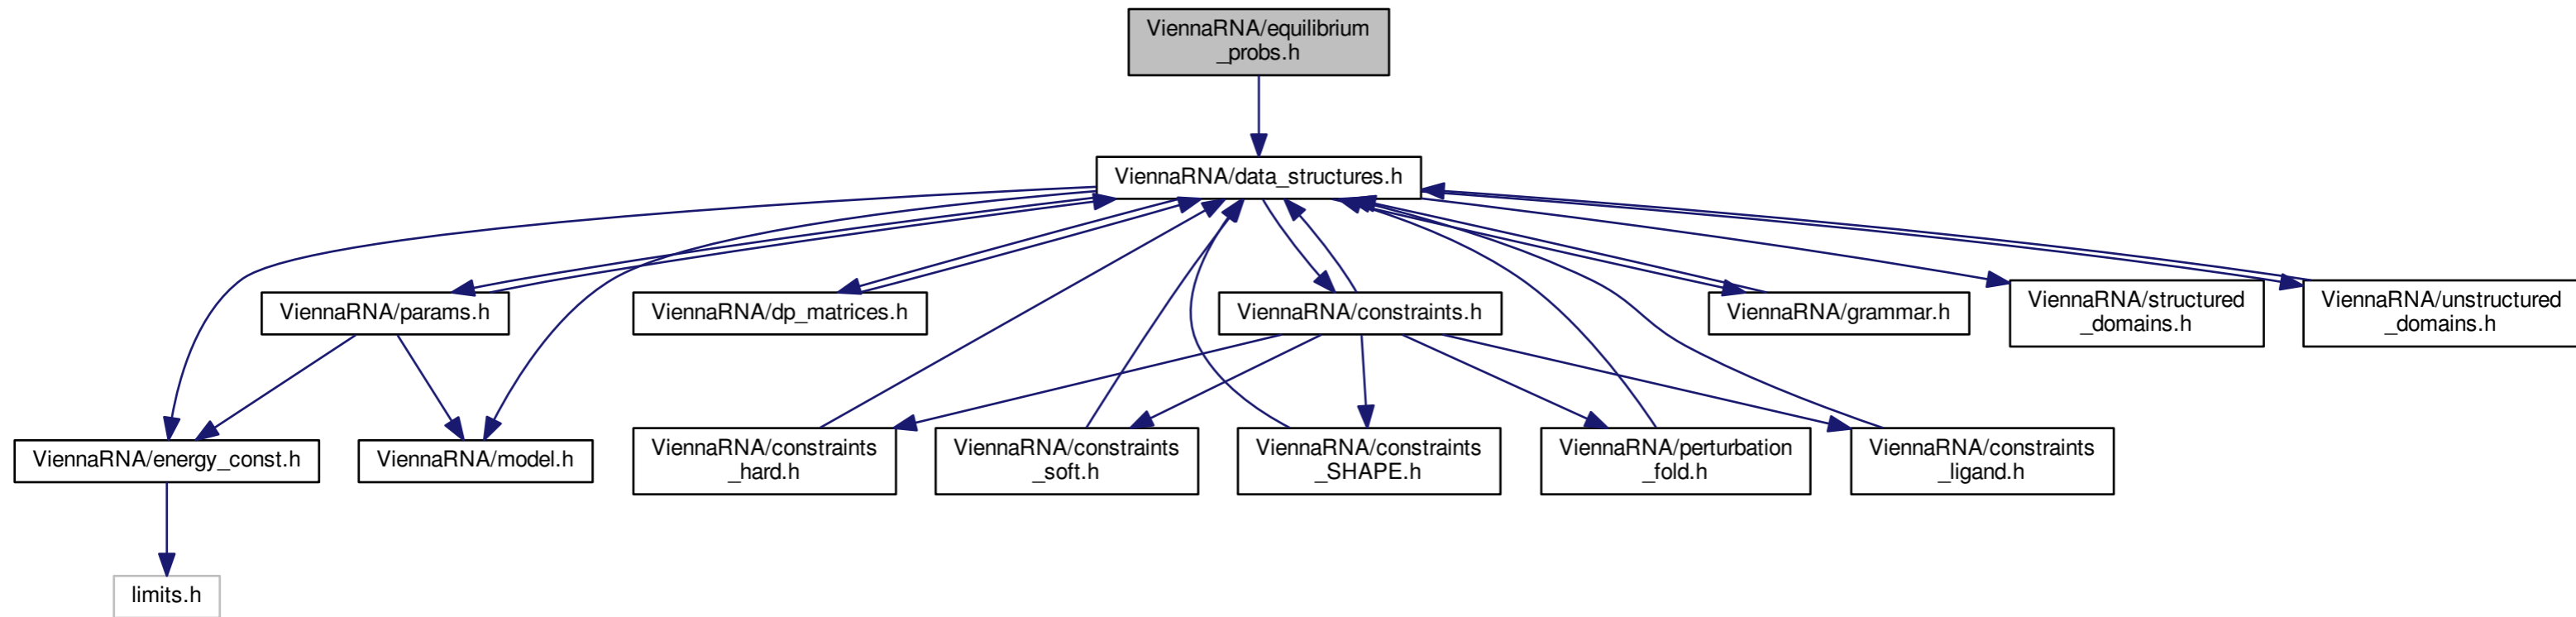 ViennaRNA/equilibrium
_probs.h
ViennaRNA/data_structures.h
ViennaRNA/params.h
ViennaRNA/dp_matrices.h
ViennaRNA/constraints.h
ViennaRNA/grammar.h
ViennaRNA/structured
_domains.h
ViennaRNA/unstructured
_domains.h
ViennaRNA/energy_const.h
ViennaRNA/model.h
ViennaRNA/constraints
_hard.h
ViennaRNA/constraints
_soft.h
ViennaRNA/constraints
_SHAPE.h
ViennaRNA/perturbation
_fold.h
ViennaRNA/constraints
_ligand.h
limits.h